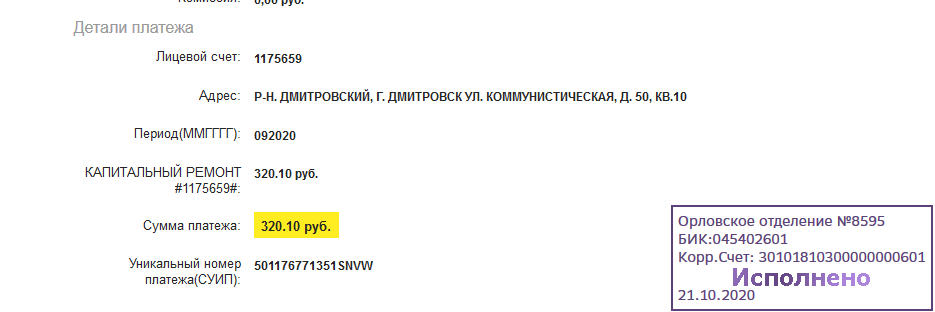 Комиссия: 0,00 руб.
Детали платежа
Лицевой счет: 1175659
Адрес: Р-Н. ДМИТРОВСКИЙ, Г. ДМИТРОВСК УЛ. КОММУНИСТИЧЕСКАЯ, Д. 50, КВ.10
Период(ММГГГГ): 092020
КАПИТАЛЬНЫЙ РЕМОНТ 320.10 руб.
#1175659#:
Сумма платежа: 320.10 руб.
Уникальный номер 501176771351SNVW
платежа(СУИП):
Орловское отделение №8595
БИК:045402601
Корр.Счет: 30101810300000000601
Исполнено
21.10.2020